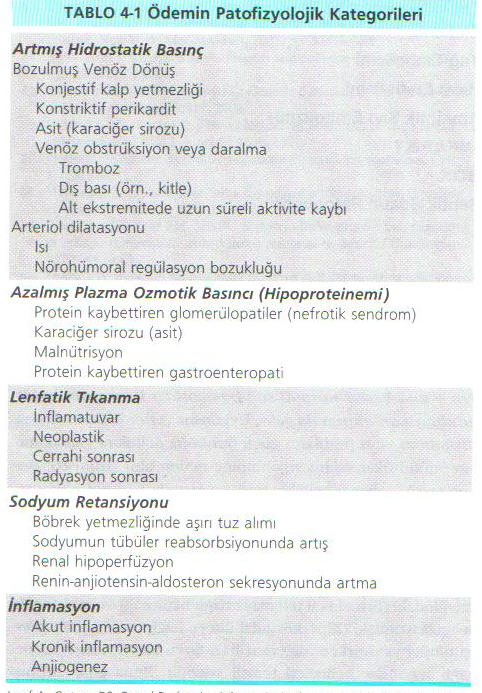 TABLO 4-1 Ödemin Patofizyolojik Kategorileri
Artmış Hidrostatik Basınç
Bozulmuş Venöz Dönüş
Konjestif kalp yetmezliği
Konstriktif perikardit
Asit (karaciğer sirozu)
Venöz obstrüksiyon veya daralma
Tromboz
Dış bası (örn., kitle)
Alt ekstremitede uzun süreli aktivite kaybı
Arteriol dilatasyonu
Isı
Nörohümoral regülasyon bozukluğu
Azalmış Plazma Ozmotik Basıncı (Hipoproteinemi)
Protein kaybettiren glomerülopatiler (nefrotik sendrom)
Karaciğer sirozu (asit)
Malnütrisyon
Protein kaybettiren gastroenteropati
Lenfatik Tıkanma
İnflamatuvar
Neoplastik
Cerrahi sonrası
Radyasyon sonrası
Sodyum Retansiyonu
Böbrek yetmezliğinde aşırı tuz alımı
Sodyumun tübüler reabsorbsiyonunda artış
Renal hipoperfüzyon
Renin-anjiotensin-aldosteron sekresyonunda artma
İnflamasyon
Akut inflamasyon
Kronik inflamasyon
Anjiogenez